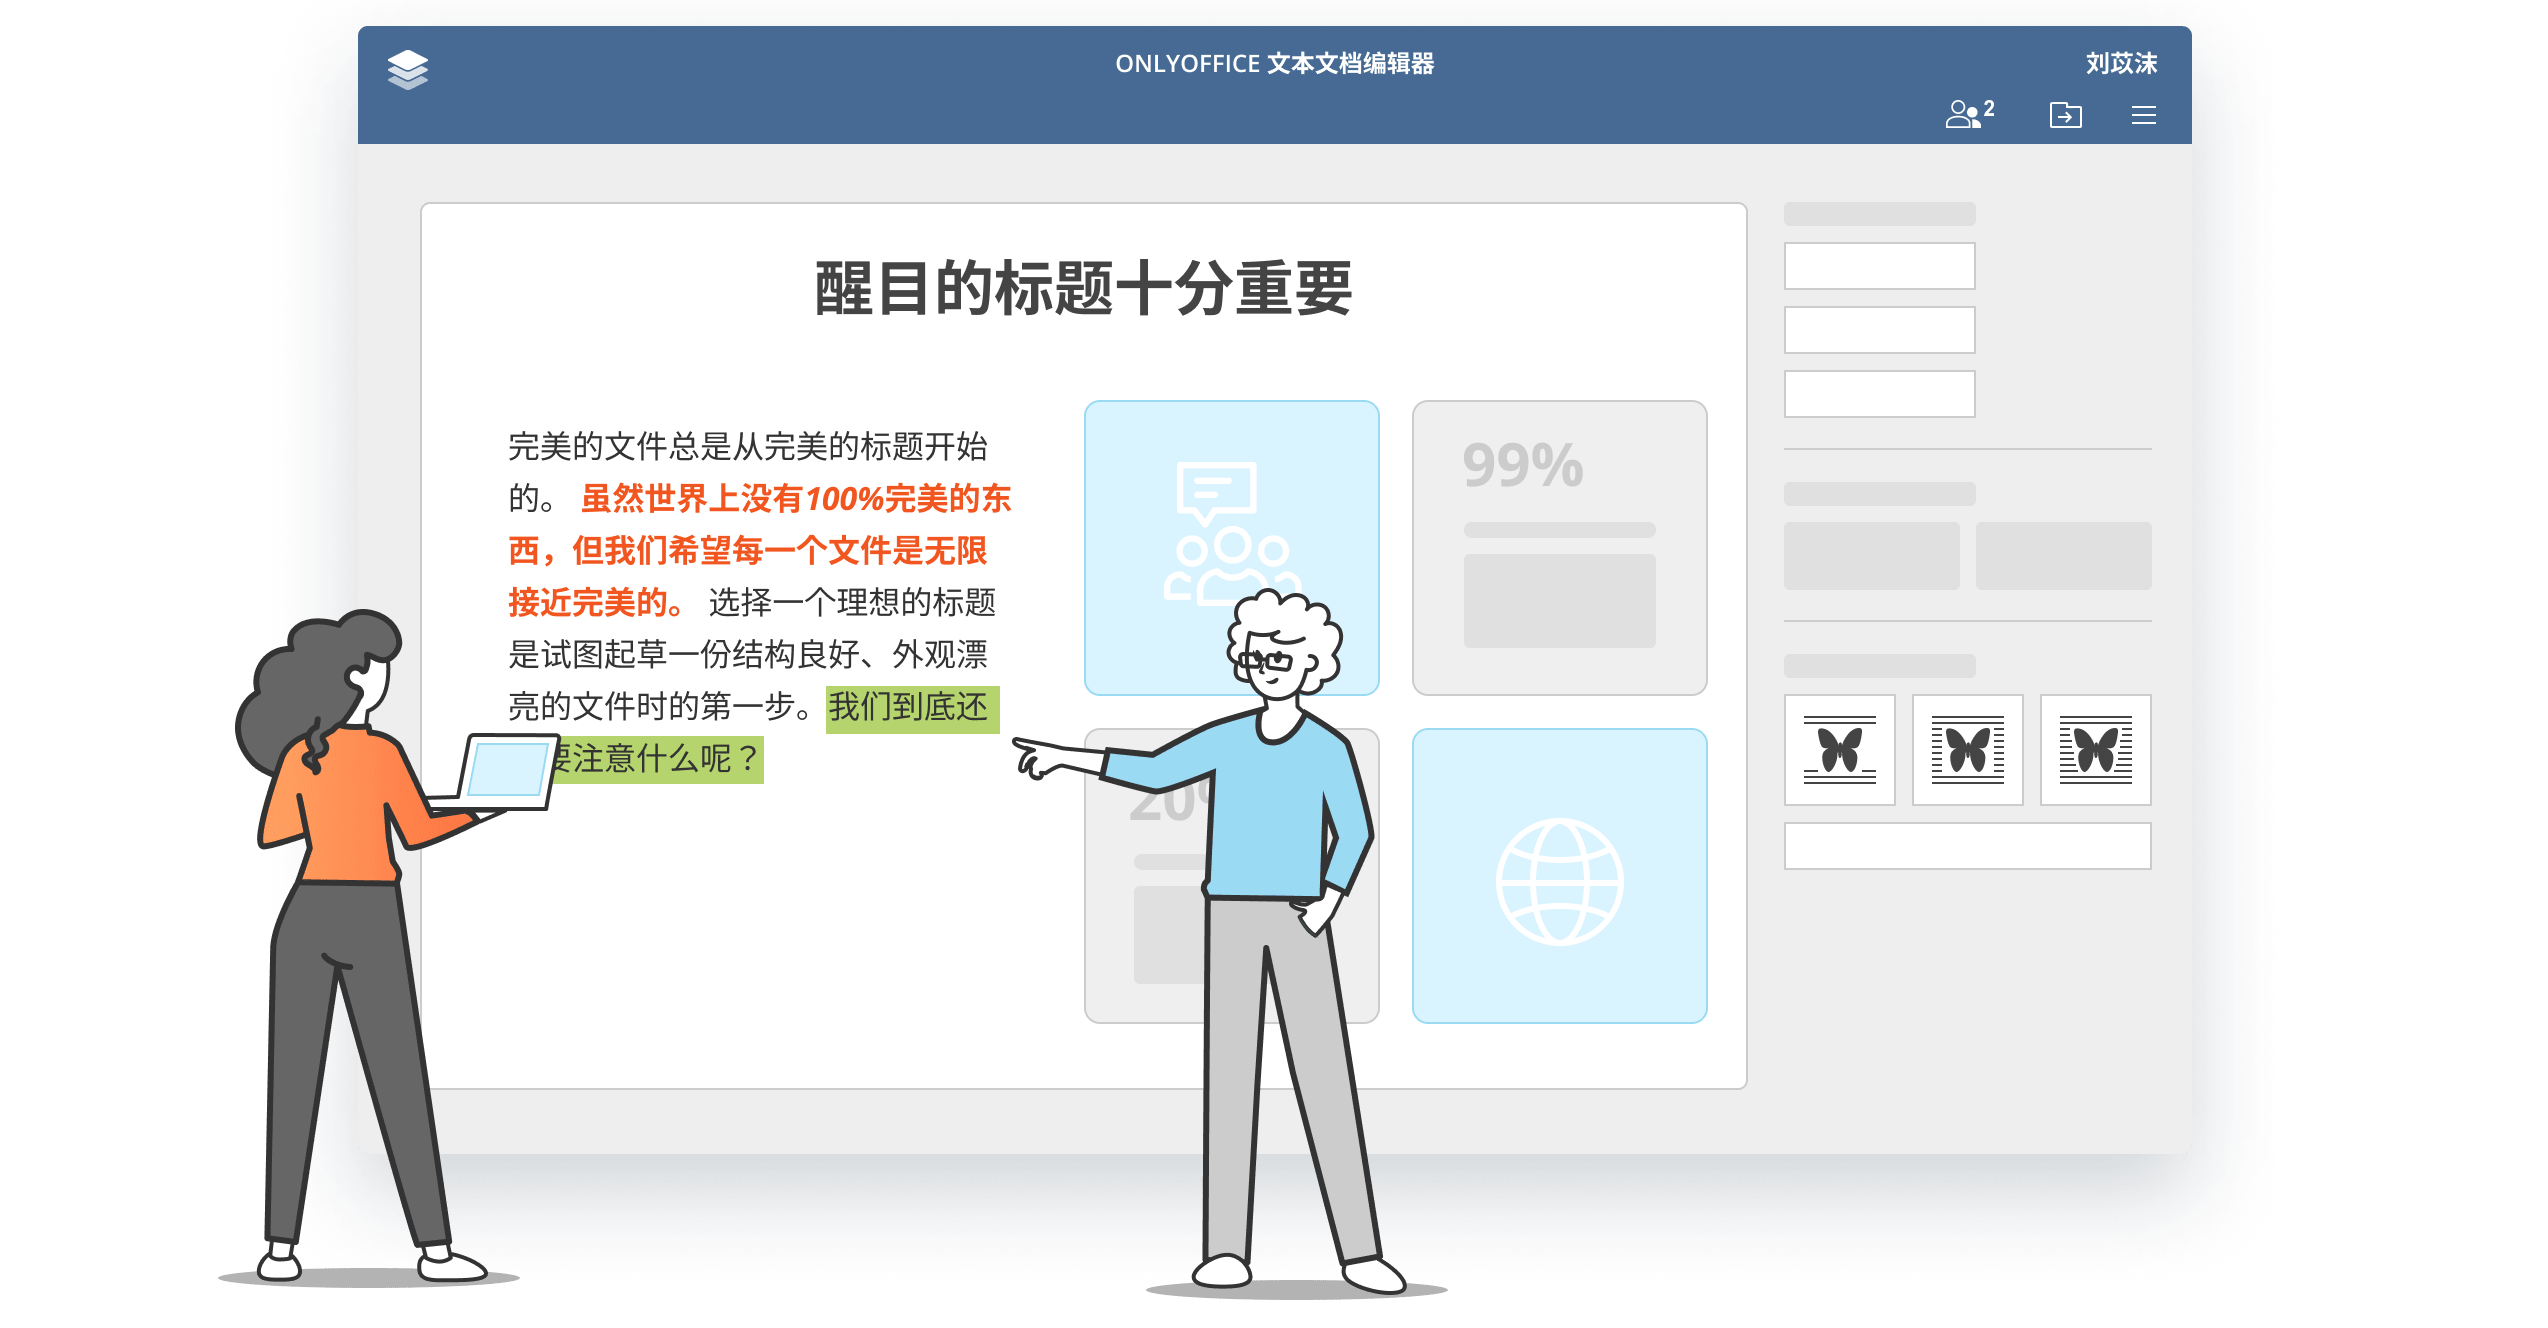 ONLYOFFICE 文本文档编辑器
刘苡沫
2
醒目的标题十分重要
完美的文件总是从完美的标题开始
的。 虽然世界上没有100%完美的东
西，但我们希望每一个文件是无限
接近完美的。 选择一个理想的标题
是试图起草一份结构良好、外观漂
亮的文件时的第一步。我们到底还
要注意什么呢？
99%
20%